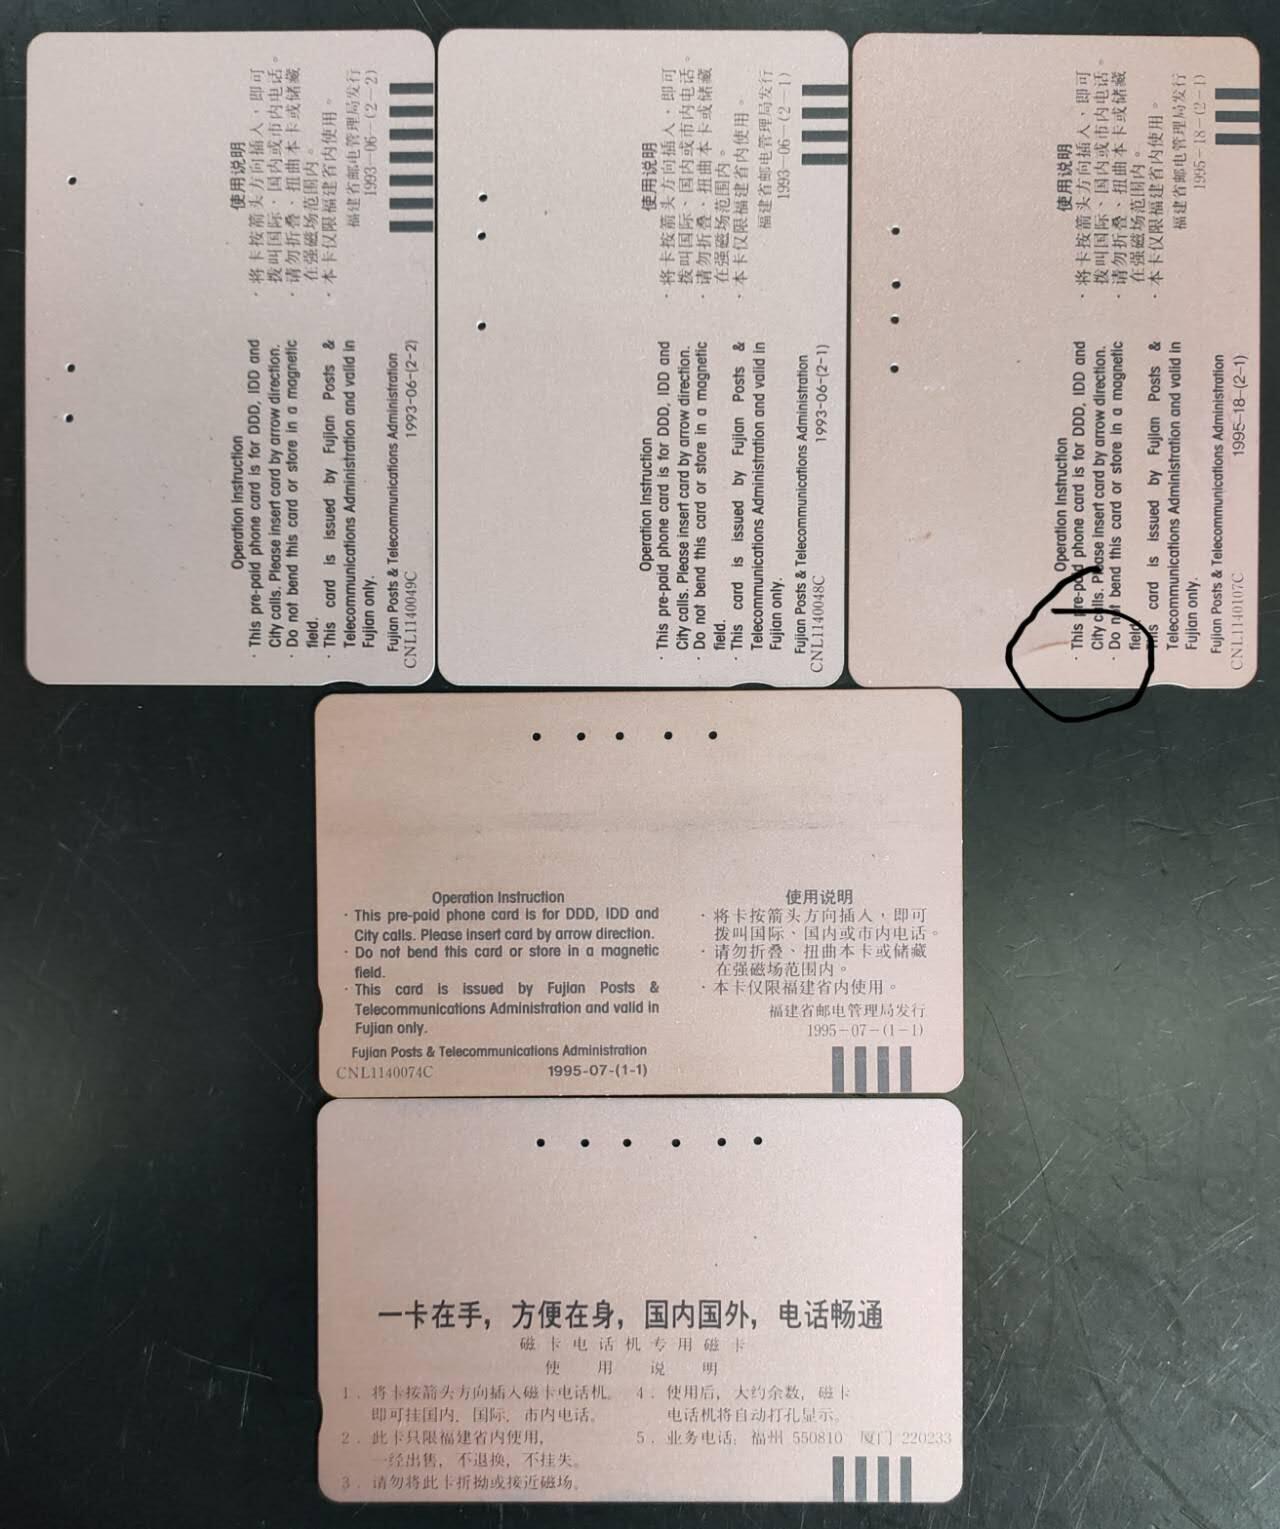 Operation Instruction
· This pre-paid phone card is for DDD, IDD and
City calls. Please insert card by arrow direction.
· Do not bend this card or store in a magnetic
field.
· This card is issued by Fujian Posts &
Telecommunications Administration and valid in
Fujian only.
Fujian Posts & Telecommunications Administration
CNL1140049C 1993-06-(2-2)
使用说明
· 将卡按箭头方向插入，即可
拨叫国际、国内或市内电话。
· 请勿折叠、扭曲本卡或储藏
在强磁场范围内。
· 本卡仅限福建省内使用。
福建省邮电管理局发行
1993-06-(2-2)
Operation Instruction
· This pre-paid phone card is for DDD, IDD and
City calls. Please insert card by arrow direction.
· Do not bend this card or store in a magnetic
field.
· This card is issued by Fujian Posts &
Telecommunications Administration and valid in
Fujian only.
Fujian Posts & Telecommunications Administration
CNL1140048C 1993-06-(2-1)
使用说明
· 将卡按箭头方向插入，即可
拨叫国际、国内或市内电话。
· 请勿折叠、扭曲本卡或储藏
在强磁场范围内。
· 本卡仅限福建省内使用。
福建省邮电管理局发行
1993-06-(2-1)
Operation Instruction
· This pre-paid phone card is for DDD, IDD and
City calls. Please insert card by arrow direction.
· Do not bend this card or store in a magnetic
field.
· This card is issued by Fujian Posts &
Telecommunications Administration and valid in
Fujian only.
Fujian Posts & Telecommunications Administration
CNL1140107C 1995-18-(2-1)
使用说明
· 将卡按箭头方向插入，即可
拨叫国际、国内或市内电话。
· 请勿折叠、扭曲本卡或储藏
在强磁场范围内。
· 本卡仅限福建省内使用。
福建省邮电管理局发行
1995-18-(2-1)
Operation Instruction
· This pre-paid phone card is for DDD, IDD and
City calls. Please insert card by arrow direction.
· Do not bend this card or store in a magnetic
field.
· This card is issued by Fujian Posts &
Telecommunications Administration and valid in
Fujian only.
Fujian Posts & Telecommunications Administration
CNL1140074C 1995-07-(1-1)
使用说明
· 将卡按箭头方向插入，即可
拨叫国际、国内或市内电话。
· 请勿折叠、扭曲本卡或储藏
在强磁场范围内。
· 本卡仅限福建省内使用。
福建省邮电管理局发行
1995-07-(1-1)
一卡在手，方便在身，国内国外，电话畅通
磁卡电话机专用磁卡
使用说明
1．将卡按箭头方向插入磁卡电话机，
即可挂国内，国际，市内电话。
2．此卡只限福建省内使用，
一经出售，不退换，不挂失。
3．请勿将此卡折拗或接近磁场。
4．使用后，大约余数，磁卡
电话机将自动打孔显示。
5．业务电话：福州 550810 厦门 220233